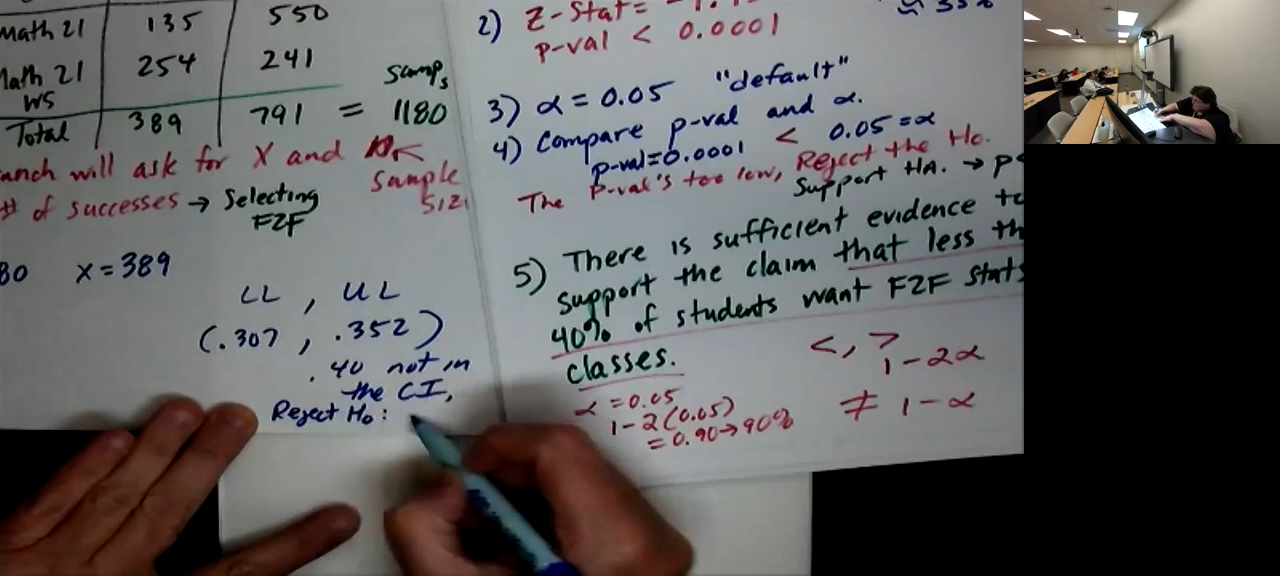 Math 21 135 550
Math 21 254 241
WS
samps
Total 389 791 = 1180
will ask for X and
Sample
# of successes → Selecting
F2F
X = 389
LL , UL
(.307 , .352)
.40 not in
the CI,
Reject Ho:
2) Z-Stat =
p-val < 0.0001
3) α = 0.05 "default"
4) Compare p-val and α.
p-val=0.0001 < 0.05 = α
The P-val's too low, Reject the Ho.
Support HA. →
5) There is sufficient evidence to
support the claim that less th
40% of students want F2F Stats
classes.
<, >
1-2α
≠ 1-α
α = 0.05
1-2(0.05)
= 0.90→90%